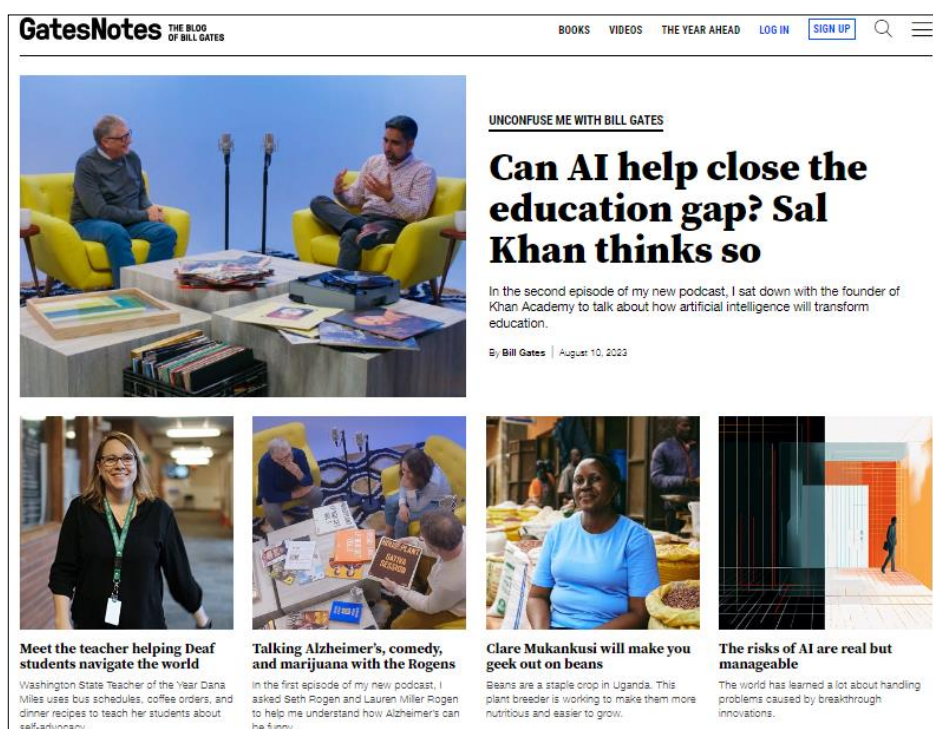 GatesNotes THE BLOG
OF BILL GATES
BOOKS VIDEOS THE YEAR AHEAD LOG IN SIGN UP
UNCONFUSE ME WITH BILL GATES
Can AI help close the
education gap? Sal
Khan thinks so
In the second episode of my new podcast, I sat down with the founder of
Khan Academy to talk about how artificial intelligence will transform
education.
By Bill Gates | August 10, 2023
Meet the teacher helping Deaf
students navigate the world
Washington State Teacher of the Year Dana
Miles uses bus schedules, coffee orders, and
dinner recipes to teach her students about
self-advocacy.
HOUSEPLANT
SATIVA
SESSION
Talking Alzheimer's, comedy,
and marijuana with the Rogens
In the first episode of my new podcast, I
asked Seth Rogen and Lauren Miller Rogen
to help me understand how Alzheimer's can
be funny.
Clare Mukankusi will make you
geek out on beans
Beans are a staple crop in Uganda. This
plant breeder is working to make them more
nutritious and easier to grow.
The risks of AI are real but
manageable
The world has learned a lot about handling
problems caused by breakthrough
innovations.